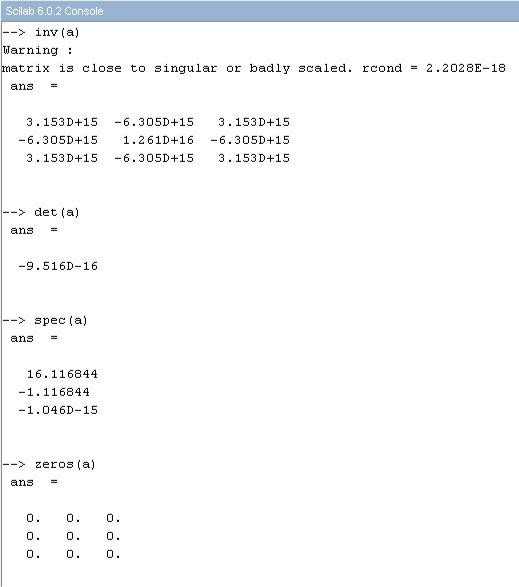 Scilab 6.0.2 Console
--> inv(a)
Warning :
matrix is close to singular or badly scaled. rcond = 2.2028E-18
ans =
3.153D+15 -6.305D+15 3.153D+15
-6.305D+15 1.261D+16 -6.305D+15
3.153D+15 -6.305D+15 3.153D+15
--> det(a)
ans =
-9.516D-16
--> spec(a)
ans =
16.116844
-1.116844
-1.046D-15
--> zeros(a)
ans =
0. 0. 0.
0. 0. 0.
0. 0. 0.